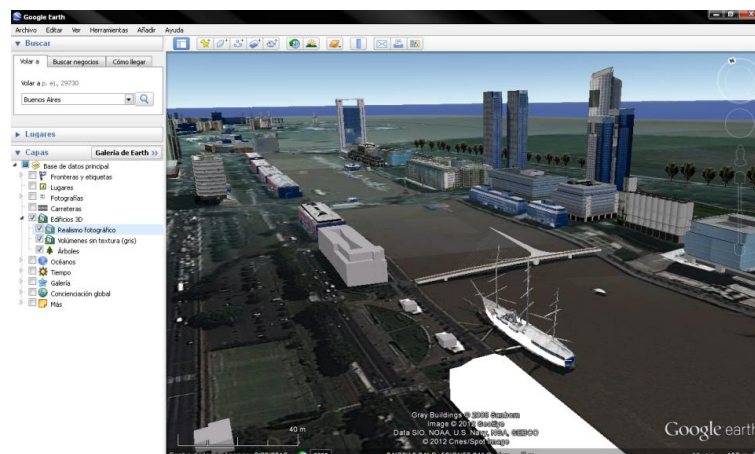 Google Earth
Archivo Editar Ver Herramientas Añadir Ayuda
Buscar
Volar a Buscar negocios Cómo llegar
Volar a p. ej., 29730
Buenos Aires
Lugares
Capas Galería de Earth >>
Base de datos principal
Fronteras y etiquetas
Lugares
Fotografías
Carreteras
Edificios 3D
Realismo fotográfico
Volúmenes sin textura (gris)
Árboles
Océanos
Tiempo
Galería
Concienciación global
Más
N
40 m
Gray Buildings © 2008 Sanborn
Image © 2012 GeoEye
Data SIO, NOAA, U.S. Navy, NGA, GEBCO
© 2012 Cnes/Spot Image
Google earth